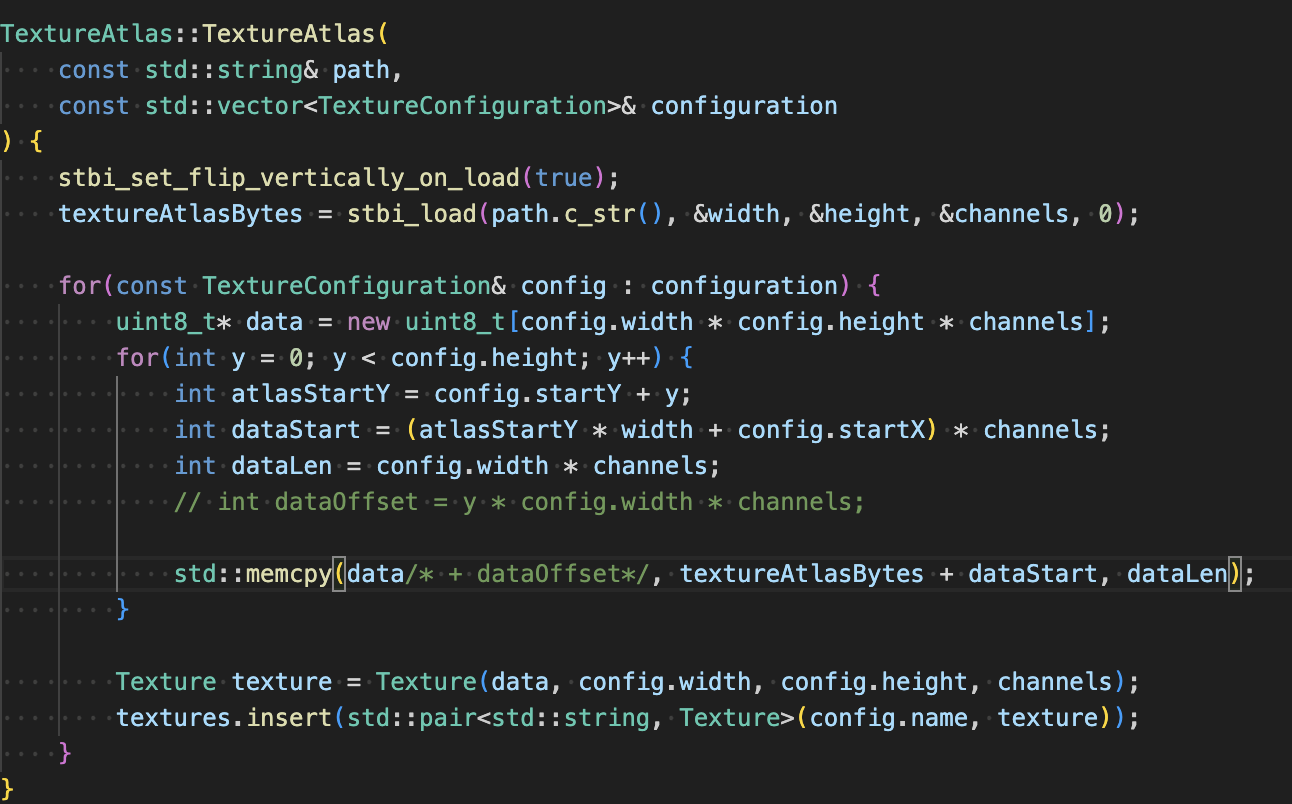 TextureAtlas::TextureAtlas(
    const std::string& path,
    const std::vector<TextureConfiguration>& configuration
) {
    stbi_set_flip_vertically_on_load(true);
    textureAtlasBytes = stbi_load(path.c_str(), &width, &height, &channels, 0);

    for(const TextureConfiguration& config : configuration) {
        uint8_t* data = new uint8_t[config.width * config.height * channels];
        for(int y = 0; y < config.height; y++) {
            int atlasStartY = config.startY + y;
            int dataStart = (atlasStartY * width + config.startX) * channels;
            int dataLen = config.width * channels;
            // int dataOffset = y * config.width * channels;

            std::memcpy(data/* + dataOffset*/, textureAtlasBytes + dataStart, dataLen);
        }

        Texture texture = Texture(data, config.width, config.height, channels);
        textures.insert(std::pair<std::string, Texture>(config.name, texture));
    }
}